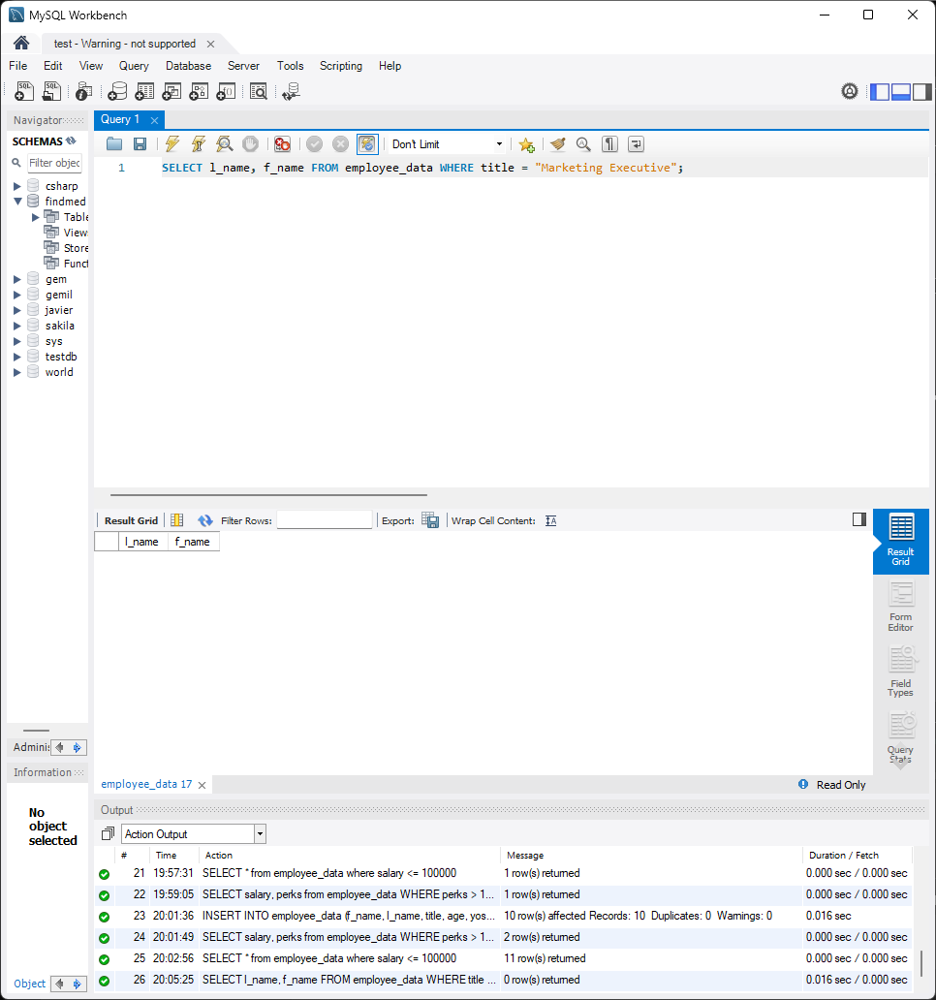 MySQL Workbench
test - Warning - not supported
File Edit View Query Database Server Tools Scripting Help
Navigator
SCHEMAS
Filter objec
csharp
findmed
Table
Views
Store
Funct
gem
gemil
javier
sakila
sys
testdb
world
Adminis
Information
No
object
selected
Object
Query 1
Don't Limit
1 SELECT l_name, f_name FROM employee_data WHERE title = "Marketing Executive";
Result Grid Filter Rows: Export: Wrap Cell Content:
l_name f_name
Result
Grid
Form
Editor
Field
Types
Query
Stats
employee_data 17
Read Only
Output
Action Output
# Time Action Message Duration / Fetch
21 19:57:31 SELECT * from employee_data where salary <= 100000 1 row(s) returned 0.000 sec / 0.000 sec
22 19:59:05 SELECT salary, perks from employee_data WHERE perks > 1... 1 row(s) returned 0.000 sec / 0.000 sec
23 20:01:36 INSERT INTO employee_data (f_name, l_name, title, age, yos... 10 row(s) affected Records: 10 Duplicates: 0 Warnings: 0 0.016 sec
24 20:01:49 SELECT salary, perks from employee_data WHERE perks > 1... 2 row(s) returned 0.000 sec / 0.000 sec
25 20:02:56 SELECT * from employee_data where salary <= 100000 11 row(s) returned 0.000 sec / 0.000 sec
26 20:05:25 SELECT l_name, f_name FROM employee_data WHERE title ... 0 row(s) returned 0.016 sec / 0.000 sec